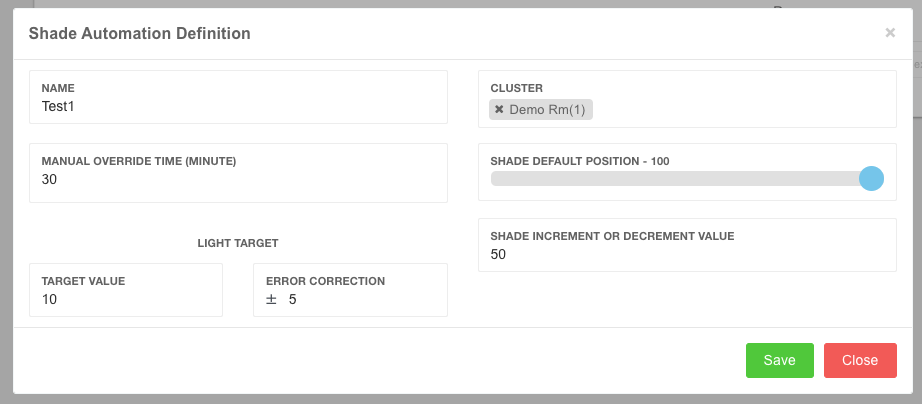 Shade Automation Definition
×
NAME
Test1
CLUSTER
✖ Demo Rm(1)
MANUAL OVERRIDE TIME (MINUTE)
30
SHADE DEFAULT POSITION - 100
LIGHT TARGET
SHADE INCREMENT OR DECREMENT VALUE
50
TARGET VALUE
10
ERROR CORRECTION
± 5
Save
Close